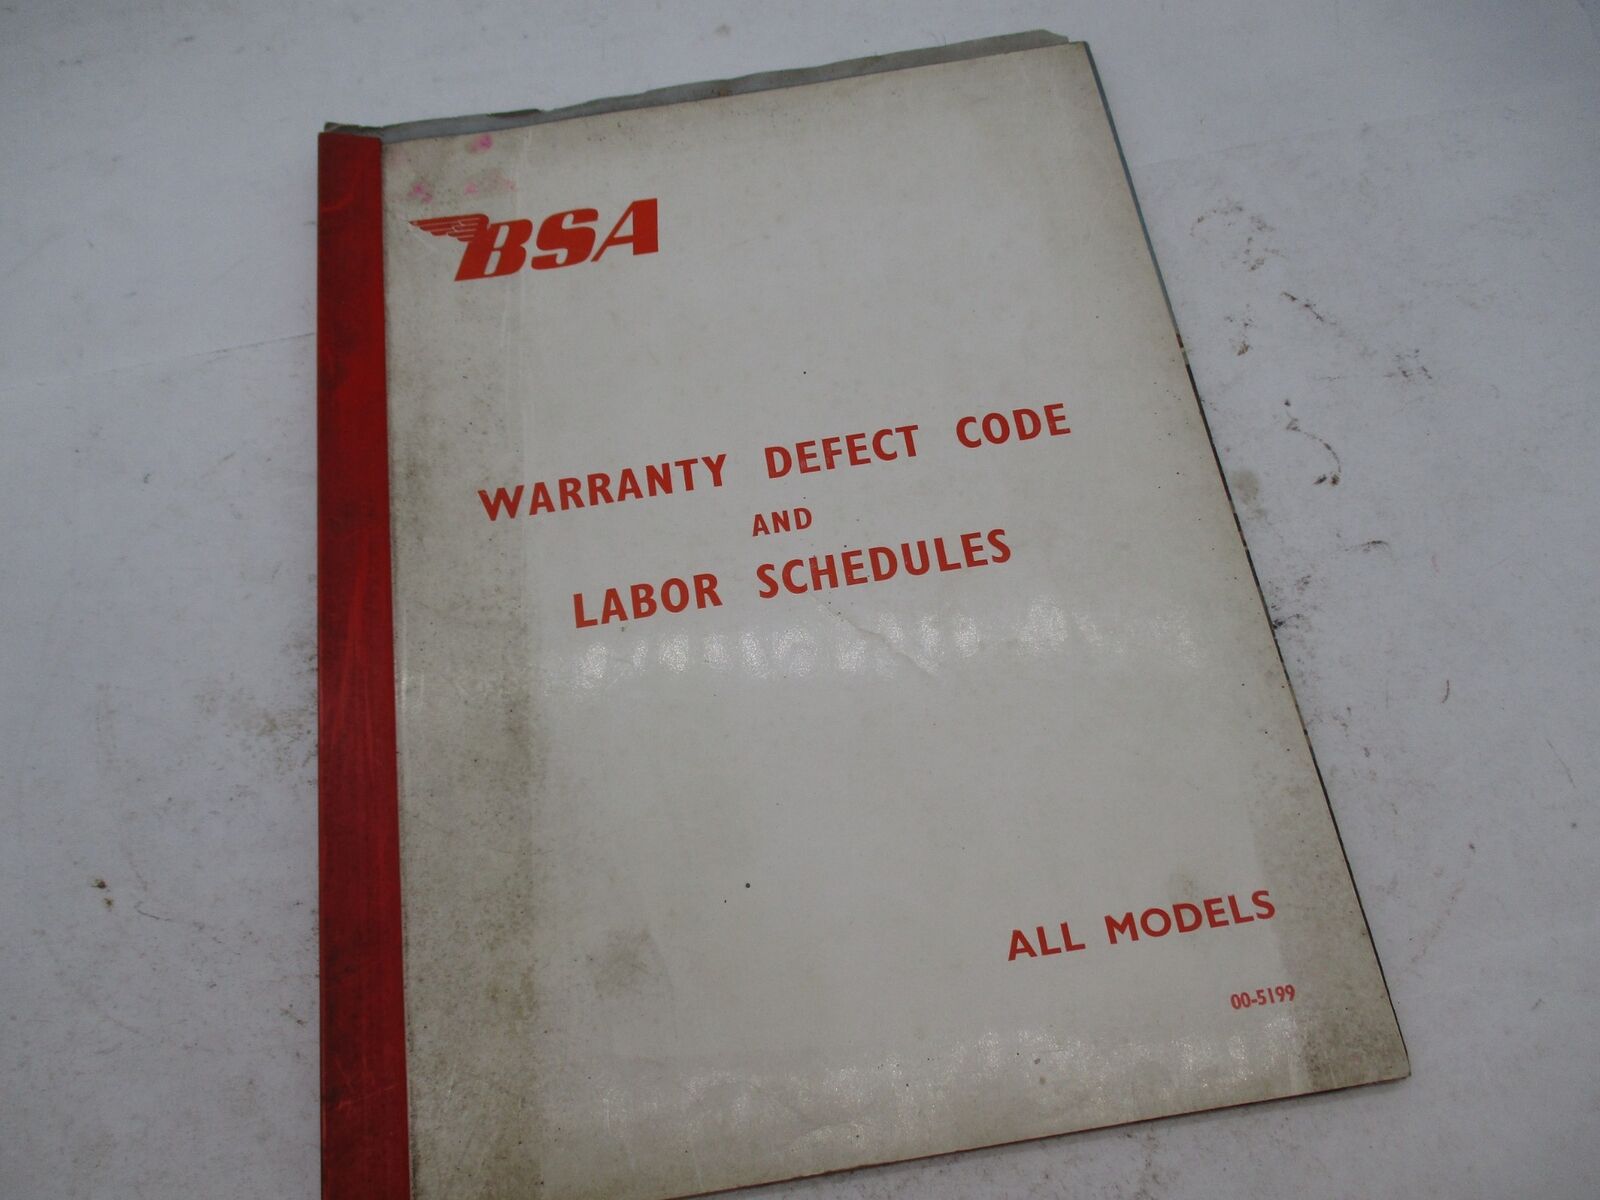 BSA
WARRANTY DEFECT CODE
AND
LABOR SCHEDULES
ALL MODELS
00-5199